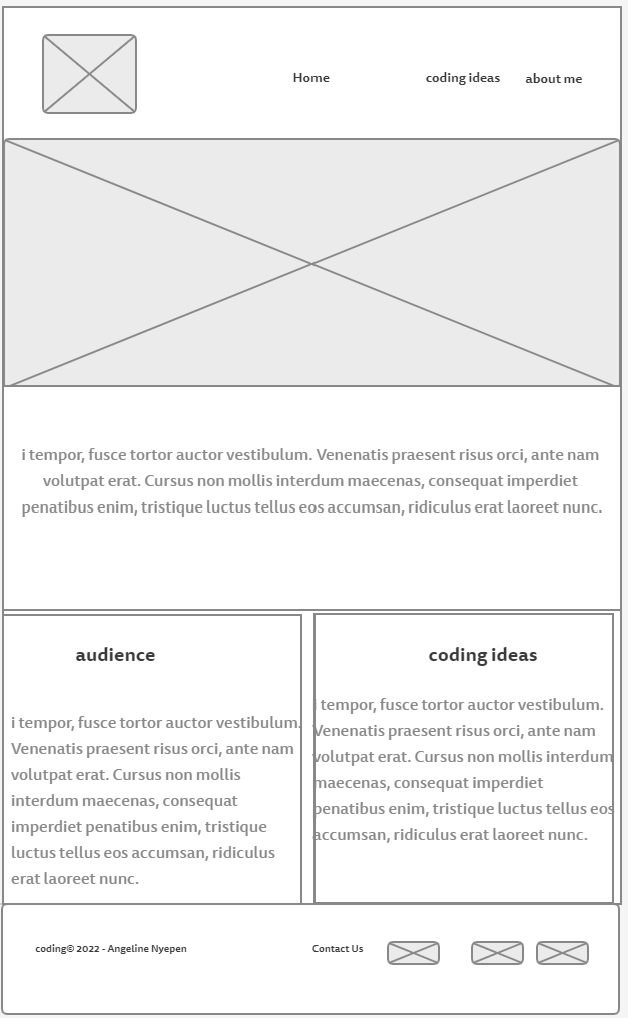 Home coding ideas about me
i tempor, fusce tortor auctor vestibulum. Venenatis praesent risus orci, ante nam
volutpat erat. Cursus non mollis interdum maecenas, consequat imperdiet
penatibus enim, tristique luctus tellus eos accumsan, ridiculus erat laoreet nunc.
audience
i tempor, fusce tortor auctor vestibulum.
Venenatis praesent risus orci, ante nam
volutpat erat. Cursus non mollis
interdum maecenas, consequat
imperdiet penatibus enim, tristique
luctus tellus eos accumsan, ridiculus
erat laoreet nunc.
coding ideas
i tempor, fusce tortor auctor vestibulum.
Venenatis praesent risus orci, ante nam
volutpat erat. Cursus non mollis interdum
maecenas, consequat imperdiet
penatibus enim, tristique luctus tellus eos
accumsan, ridiculus erat laoreet nunc.
coding© 2022 - Angeline Nyepen Contact Us